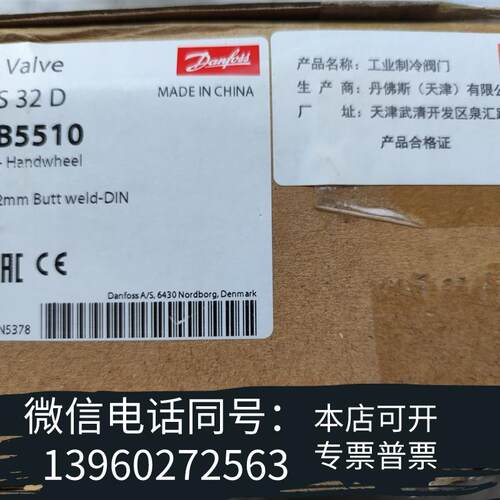 Valve
Danfoss
S 32 D
MADE IN CHINA
B5510
- Handwheel
2mm Butt weld-DIN
EAC CE
Danfoss A/S, 6430 Nordborg, Denmark
N5378
产品名称：工业制冷阀门
生产商：丹佛斯（天津）有限公
厂址：天津武清开发区泉汇路
产品合格证
微信电话同号：
13960272563
本店可开
专票普票